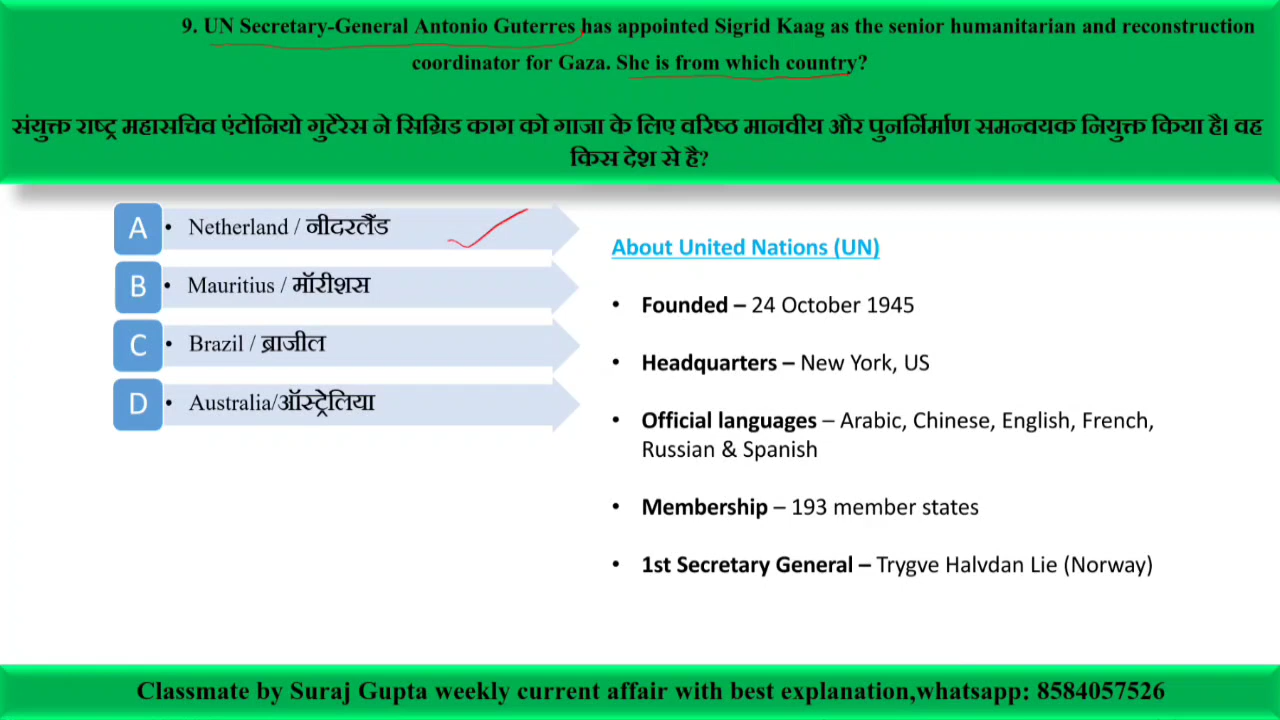 9. UN Secretary-General Antonio Guterres has appointed Sigrid Kaag as the senior humanitarian and reconstruction
coordinator for Gaza. She is from which country?
संयुक्त राष्ट्र महासचिव एंटोनियो गुटेरेस ने सिग्रिड काग को गाजा के लिए वरिष्ठ मानवीय और पुनर्निर्माण समन्वयक नियुक्त किया है। वह
किस देश से है?
A • Netherland / नीदरलैंड
B • Mauritius / मॉरीशस
C • Brazil / ब्राजील
D • Australia/ऑस्ट्रेलिया
About United Nations (UN)
• Founded – 24 October 1945
• Headquarters – New York, US
• Official languages – Arabic, Chinese, English, French,
Russian & Spanish
• Membership – 193 member states
• 1st Secretary General – Trygve Halvdan Lie (Norway)
Classmate by Suraj Gupta weekly current affair with best explanation,whatsapp: 8584057526